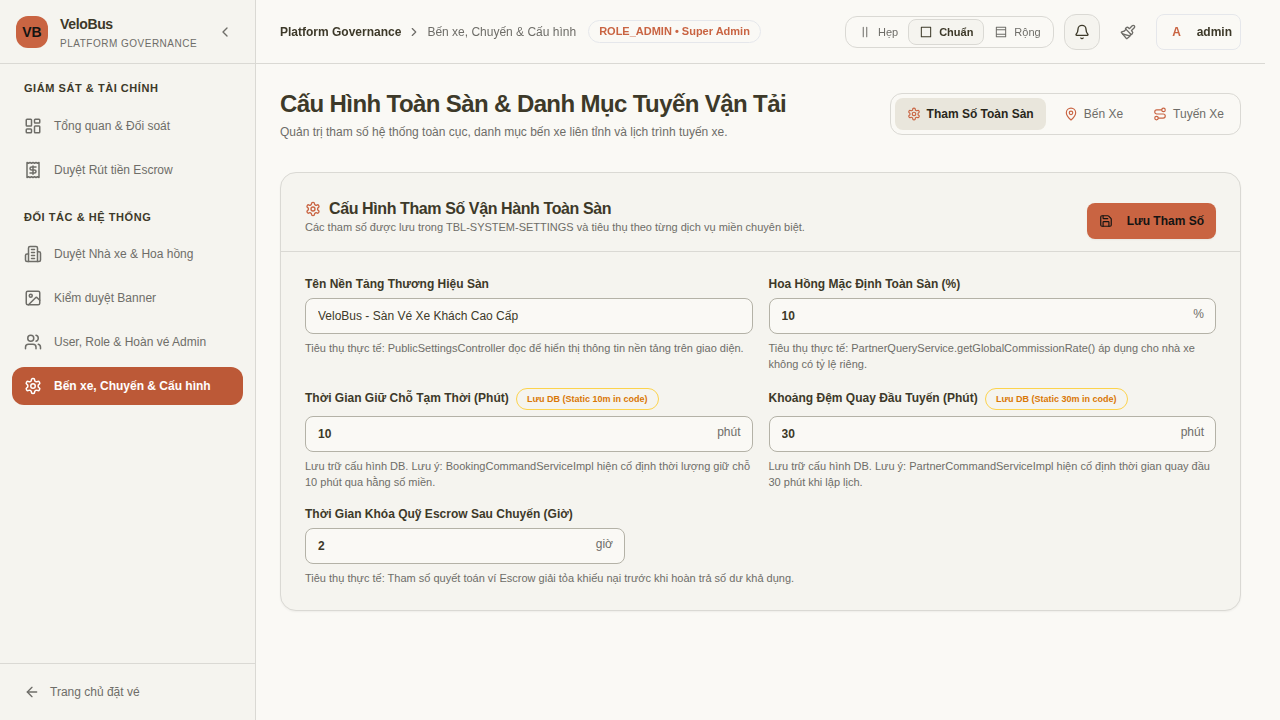 VB
VeloBus
PLATFORM GOVERNANCE
GIÁM SÁT & TÀI CHÍNH
Tổng quan & Đối soát
Duyệt Rút tiền Escrow
ĐỐI TÁC & HỆ THỐNG
Duyệt Nhà xe & Hoa hồng
Kiểm duyệt Banner
User, Role & Hoàn vé Admin
Bến xe, Chuyến & Cấu hình
Trang chủ đặt vé
Platform Governance
Bến xe, Chuyến & Cấu hình
ROLE_ADMIN • Super Admin
Hẹp
Chuẩn
Rộng
A
admin
Cấu Hình Toàn Sàn & Danh Mục Tuyến Vận Tải
Quản trị tham số hệ thống toàn cục, danh mục bến xe liên tỉnh và lịch trình tuyến xe.
Tham Số Toàn Sàn
Bến Xe
Tuyến Xe
Cấu Hình Tham Số Vận Hành Toàn Sàn
Các tham số được lưu trong TBL-SYSTEM-SETTINGS và tiêu thụ theo từng dịch vụ miền chuyên biệt.
Lưu Tham Số
Tên Nền Tảng Thương Hiệu Sàn
VeloBus - Sàn Vé Xe Khách Cao Cấp
Tiêu thụ thực tế: PublicSettingsController đọc để hiển thị thông tin nền tảng trên giao diện.
Hoa Hồng Mặc Định Toàn Sàn (%)
10
%
Tiêu thụ thực tế: PartnerQueryService.getGlobalCommissionRate() áp dụng cho nhà xe
không có tỷ lệ riêng.
Thời Gian Giữ Chỗ Tạm Thời (Phút)
Lưu DB (Static 10m in code)
10
phút
Lưu trữ cấu hình DB. Lưu ý: BookingCommandServiceImpl hiện cố định thời lượng giữ chỗ
10 phút qua hằng số miền.
Khoảng Đệm Quay Đầu Tuyến (Phút)
Lưu DB (Static 30m in code)
30
phút
Lưu trữ cấu hình DB. Lưu ý: PartnerCommandServiceImpl hiện cố định thời gian quay đầu
30 phút khi lập lịch.
Thời Gian Khóa Quỹ Escrow Sau Chuyến (Giờ)
2
giờ
Tiêu thụ thực tế: Tham số quyết toán ví Escrow giải tỏa khiếu nại trước khi hoàn trả số dư khả dụng.